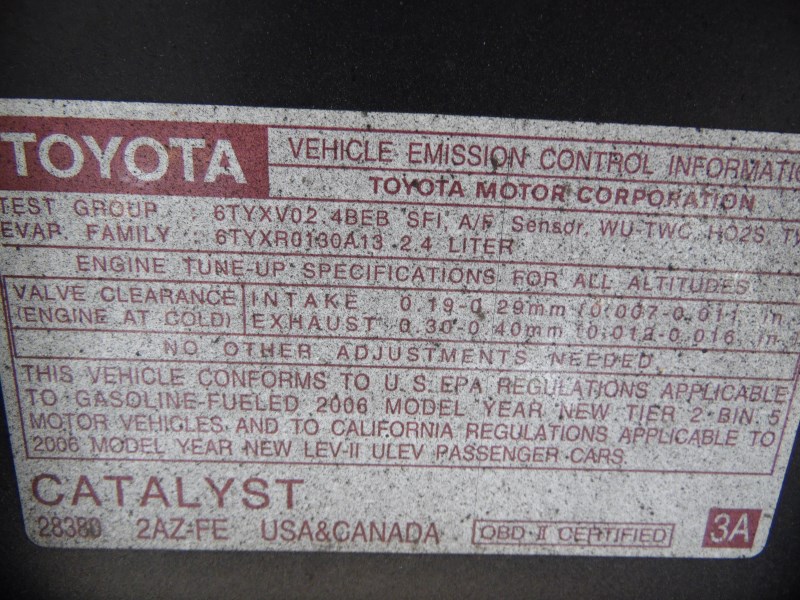 TOYOTA
VEHICLE EMISSION CONTROL INFORMATIO
TOYOTA MOTOR CORPORATION
TEST GROUP 6TYXV02.4BEB SFI, A/F Sensor, WU-TWC, HO2S, T
EVAP. FAMILY 6TYXR0130A13 2.4 LITER
ENGINE TUNE-UP SPECIFICATIONS FOR ALL ALTITUDES
VALVE CLEARANCE INTAKE 0.19-0.29mm (0.007-0.011 in.
(ENGINE AT COLD) EXHAUST 0.30-0.40mm (0.012-0.016 in.
NO OTHER ADJUSTMENTS NEEDED.
THIS VEHICLE CONFORMS TO U.S.EPA REGULATIONS APPLICABLE
TO GASOLINE-FUELED 2006 MODEL YEAR NEW TIER 2 BIN 5
MOTOR VEHICLES AND TO CALIFORNIA REGULATIONS APPLICABLE TO
2006 MODEL YEAR NEW LEV-II ULEV PASSENGER CARS.
CATALYST
28380 2AZ-FE USA&CANADA OBD-II CERTIFIED 3A